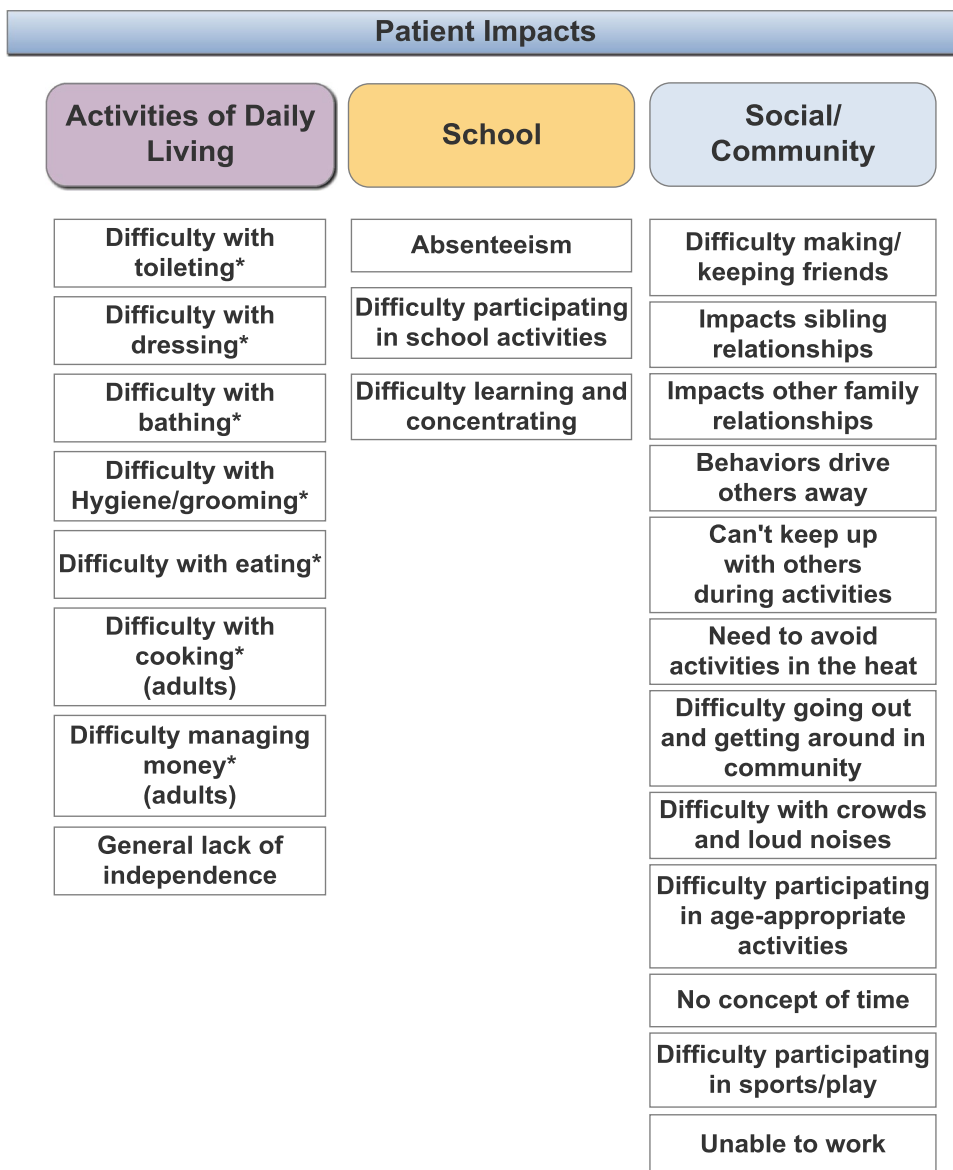 Patient Impacts
Activities of Daily
Living
Difficulty with
toileting*
Difficulty with
dressing*
Difficulty with
bathing*
Difficulty with
Hygiene/grooming*
Difficulty with eating*
Difficulty with
cooking*
(adults)
Difficulty managing
money*
(adults)
General lack of
independence
School
Absenteeism
Difficulty participating
in school activities
Difficulty learning and
concentrating
Social/
Community
Difficulty making/
keeping friends
Impacts sibling
relationships
Impacts other family
relationships
Behaviors drive
others away
Can't keep up
with others
during activities
Need to avoid
activities in the heat
Difficulty going out
and getting around in
community
Difficulty with crowds
and loud noises
Difficulty participating
in age-appropriate
activities
No concept of time
Difficulty participating
in sports/play
Unable to work